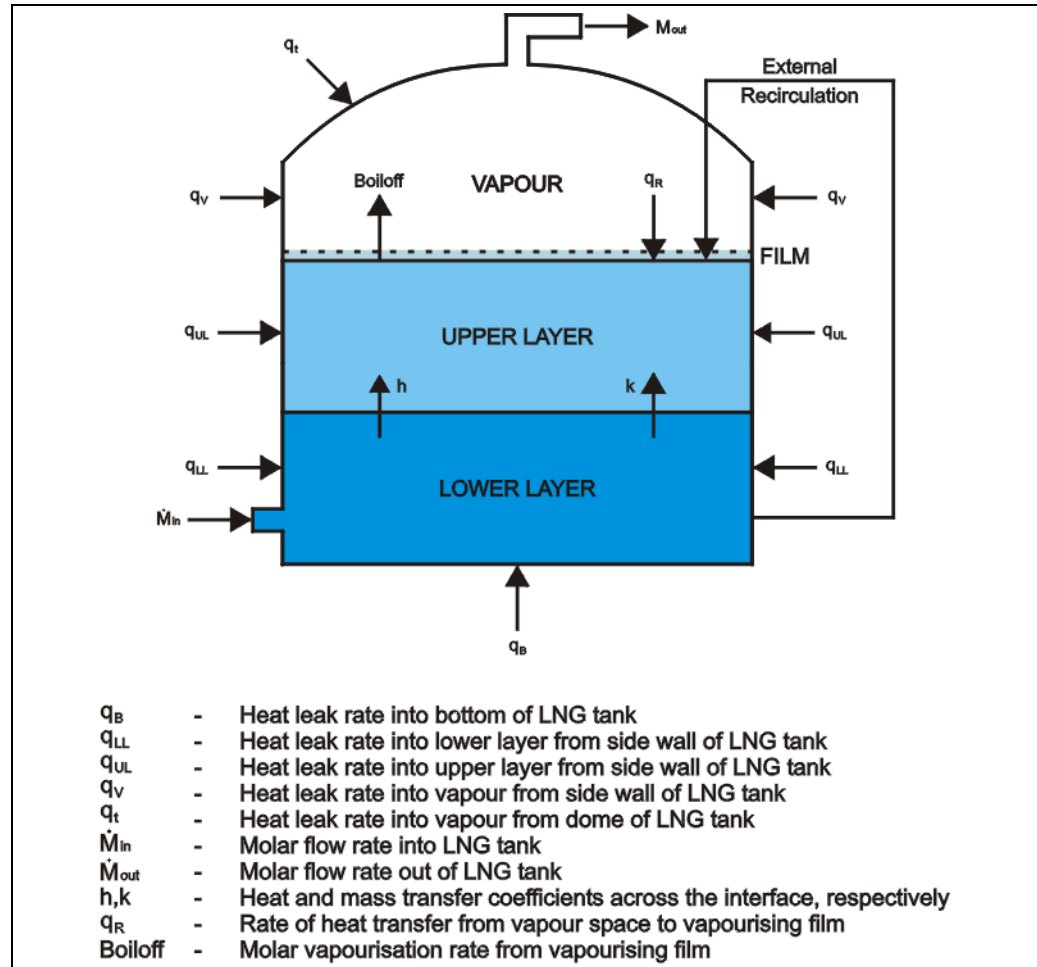 Mout
qt
External
Recirculation
Boiloff
VAPOUR
qR
qV
qV
FILM
qUL
UPPER LAYER
qUL
h
k
qLL
LOWER LAYER
qLL
Ṁin
qB
qB - Heat leak rate into bottom of LNG tank
qLL - Heat leak rate into lower layer from side wall of LNG tank
qUL - Heat leak rate into upper layer from side wall of LNG tank
qV - Heat leak rate into vapour from side wall of LNG tank
qt - Heat leak rate into vapour from dome of LNG tank
Ṁin - Molar flow rate into LNG tank
Ṁout - Molar flow rate out of LNG tank
h,k - Heat and mass transfer coefficients across the interface, respectively
qR - Rate of heat transfer from vapour space to vapourising film
Boiloff - Molar vapourisation rate from vapourising film